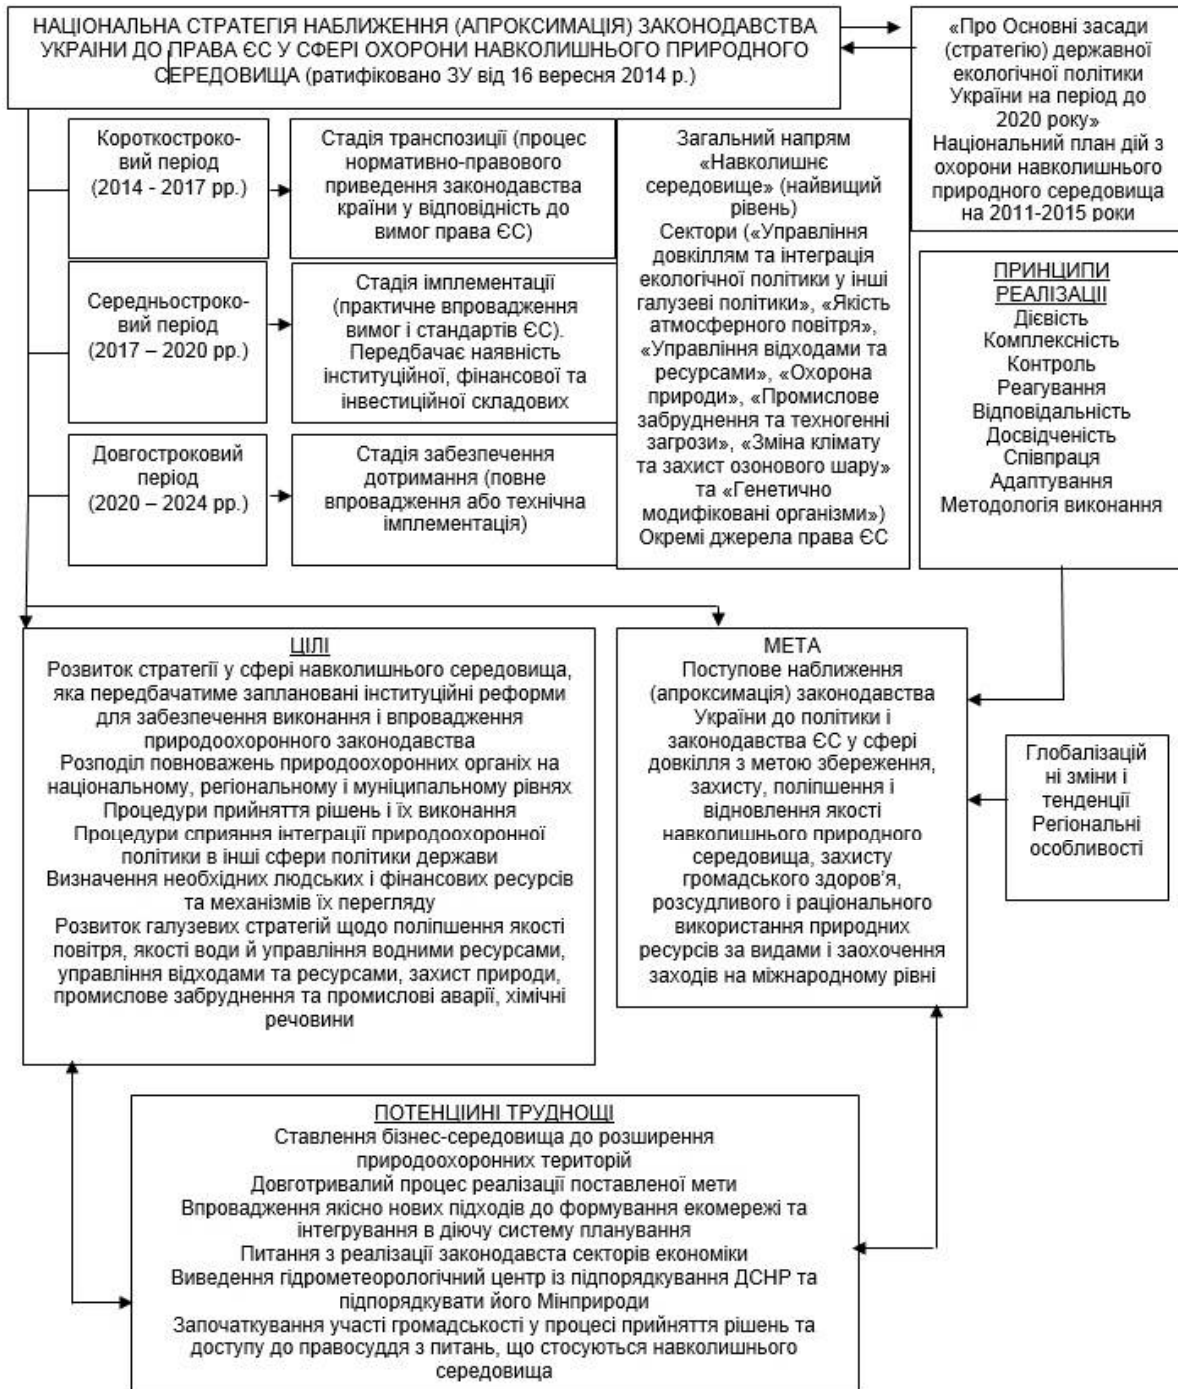 НАЦІОНАЛЬНА СТРАТЕГІЯ НАБЛИЖЕННЯ (АПРОКСИМАЦІЯ) ЗАКОНОДАВСТВА
УКРАЇНИ ДО ПРАВА ЄС У СФЕРІ ОХОРОНИ НАВКОЛИШНЬОГО ПРИРОДНОГО
СЕРЕДОВИЩА (ратифіковано ЗУ від 16 вересня 2014 р.)
«Про Основні засади
(стратегію) державної
екологічної політики
України на період до
2020 року»
Національний план дій з
охорони навколишнього
природного середовища
на 2011-2015 роки
Короткостроко-
вий період
(2014 - 2017 рр.)
Стадія транспозиції (процес
нормативно-правового
приведення законодавства
країни у відповідність до
вимог права ЄС)
Середньостроко-
вий період
(2017 – 2020 рр.)
Стадія імплементації
(практичне впровадження
вимог і стандартів ЄС).
Передбачає наявність
інституційної, фінансової та
інвестиційної складових
Довгостроковий
період
(2020 – 2024 рр.)
Стадія забезпечення
дотримання (повне
впровадження або технічна
імплементація)
Загальний напрям
«Навколишнє
середовище» (найвищий
рівень)
Сектори («Управління
довкіллям та інтеграція
екологічної політики у інші
галузеві політики», «Якість
атмосферного повітря»,
«Управління відходами та
ресурсами», «Охорона
природи», «Промислове
забруднення та техногенні
загрози», «Зміна клімату
та захист озонового шару»
та «Генетично
модифіковані організми»)
Окремі джерела права ЄС
ПРИНЦИПИ
РЕАЛІЗАЦІІ
Дієвість
Комплексність
Контроль
Реагування
Відповідальність
Досвідченість
Співпраця
Адаптування
Методологія виконання
ЦІЛІ
Розвиток стратегії у сфері навколишнього середовища,
яка передбачатиме заплановані інституційні реформи
для забезпечення виконання і впровадження
природоохоронного законодавства
Розподіл повноважень природоохоронних органіх на
національному, регіональному і муніципальному рівнях
Процедури прийняття рішень і їх виконання
Процедури сприяння інтеграції природоохоронної
політики в інші сфери політики держави
Визначення необхідних людських і фінансових ресурсів
та механізмів їх перегляду
Розвиток галузевих стратегій щодо поліпшення якості
повітря, якості води й управління водними ресурсами,
управління відходами та ресурсами, захист природи,
промислове забруднення та промислові аварії, хімічні
речовини
МЕТА
Поступове наближення
(апроксимація) законодавства
України до політики і
законодавства ЄС у сфері
довкілля з метою збереження,
захисту, поліпшення і
відновлення якості
навколишнього природного
середовища, захисту
громадського здоров’я,
розсудливого і раціонального
використання природних
ресурсів за видами і заохочення
заходів на міжнародному рівні
Глобалізацій
ні зміни і
тенденції
Регіональні
особливості
ПОТЕНЦІИНІ ТРУДНОЩІ
Ставлення бізнес-середовища до розширення
природоохоронних територій
Довготривалий процес реалізації поставленої мети
Впровадження якісно нових підходів до формування екомережі та
інтегрування в діючу систему планування
Питання з реалізації законодавста секторів економіки
Виведення гідрометеорологічний центр із підпорядкування ДСНР та
підпорядкувати його Мінприроди
Започаткування участі громадськості у процесі прийняття рішень та
доступу до правосуддя з питань, що стосуються навколишнього
середовища